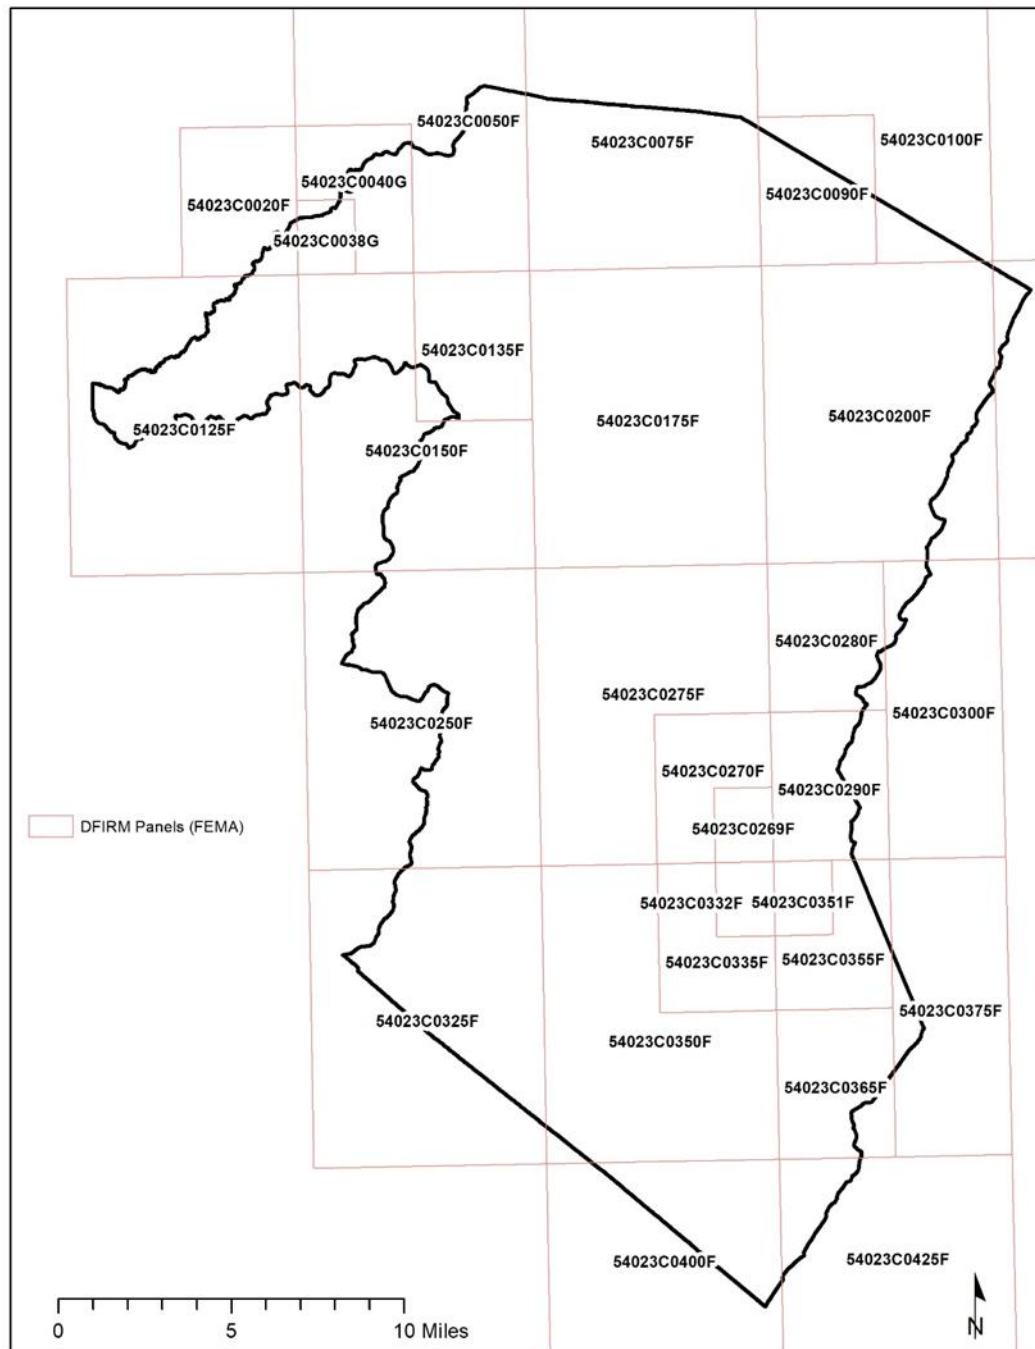 54023C0050F
54023C0075F
54023C0100F
54023C0040G
54023C0090F
54023C0020F
54023C0038G
54023C0135F
54023C0200F
54023C0175F
54023C0125F
54023C0150F
54023C0280F
54023C0275F
54023C0300F
54023C0250F
54023C0270F
54023C0290F
DFIRM Panels (FEMA)
54023C0269F
54023C0332F
54023C0351F
54023C0335F
54023C0355F
54023C0375F
54023C0325F
54023C0350F
54023C0365F
54023C0400F
54023C0425F
0
5
10 Miles
N